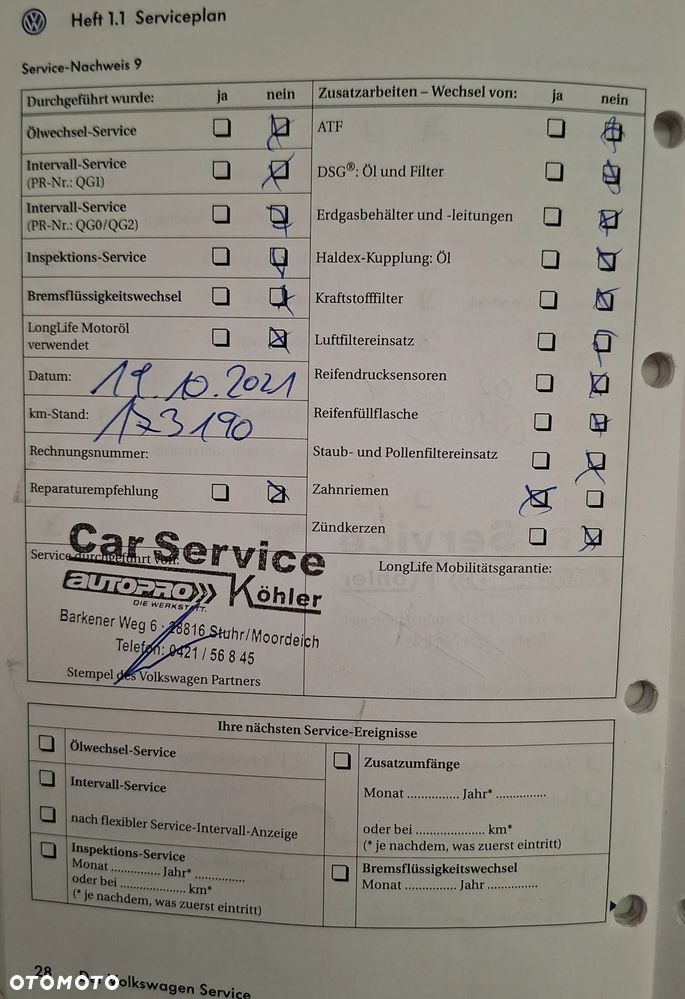 Heft 1.1 Serviceplan
Service-Nachweis 9
Durchgeführt wurde: ja nein
Ölwechsel-Service
Intervall-Service
(PR-Nr.: QG1)
Intervall-Service
(PR-Nr.: QG0/QG2)
Inspektions-Service
Bremsflüssigkeitswechsel
LongLife Motoröl
verwendet
Datum: 19.10.2021
km-Stand: 173190
Rechnungsnummer:
Reparaturempfehlung
Service durchgeführt von:
Car Service
AUTOPRO Köhler
DIE WERKSTATT.
Barkener Weg 6 · 28816 Stuhr/Moordeich
Telefon: 0421 / 56 8 45
Stempel des Volkswagen Partners
Zusatzarbeiten – Wechsel von: ja nein
ATF
DSG®: Öl und Filter
Erdgasbehälter und -leitungen
Haldex-Kupplung: Öl
Kraftstofffilter
Luftfiltereinsatz
Reifendrucksensoren
Reifenfüllflasche
Staub- und Pollenfiltereinsatz
Zahnriemen
Zündkerzen
LongLife Mobilitätsgarantie:
Ihre nächsten Service-Ereignisse
Ölwechsel-Service
Intervall-Service
nach flexibler Service-Intervall-Anzeige
Inspektions-Service
Monat .............. Jahr* ..............
oder bei ................... km*
(* je nachdem, was zuerst eintritt)
Zusatzumfänge
Monat .............. Jahr* ..............
oder bei ................... km*
(* je nachdem, was zuerst eintritt)
Bremsflüssigkeitswechsel
Monat .............. Jahr ..............
28 Der Volkswagen Service
OTOMOTO